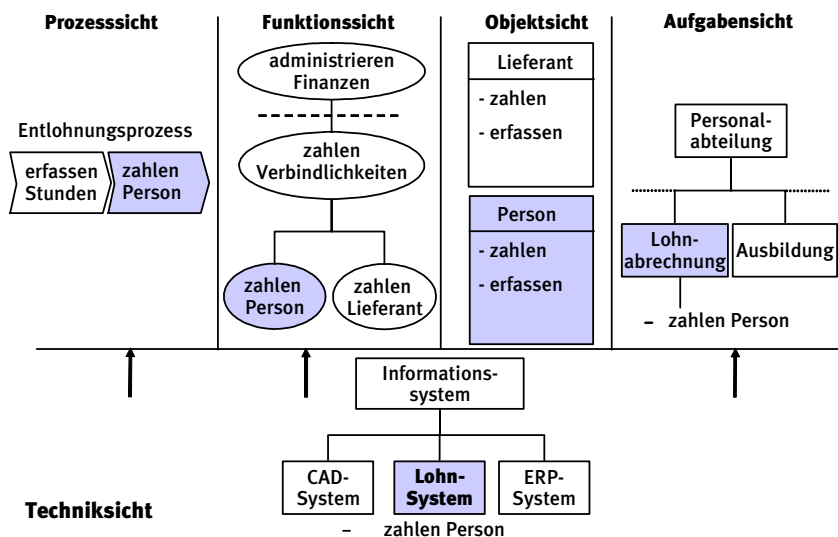 Prozesssicht
Entlohnungsprozess
erfassen
Stunden
zahlen
Person
Funktionssicht
administrieren
Finanzen
zahlen
Verbindlichkeiten
zahlen
Person
zahlen
Lieferant
Objektsicht
Lieferant
- zahlen
- erfassen
Person
- zahlen
- erfassen
Aufgabensicht
Personal-
abteilung
Lohn-
abrechnung
Ausbildung
– zahlen Person
Techniksicht
Informations-
system
CAD-
System
Lohn-
System
ERP-
System
– zahlen Person